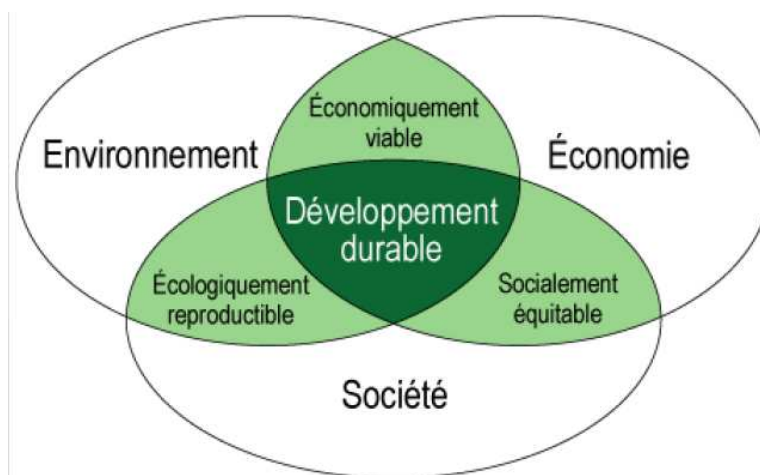 Économiquement
viable
Environnement
Économie
Développement
durable
Écologiquement
reproductible
Socialement
équitable
Société